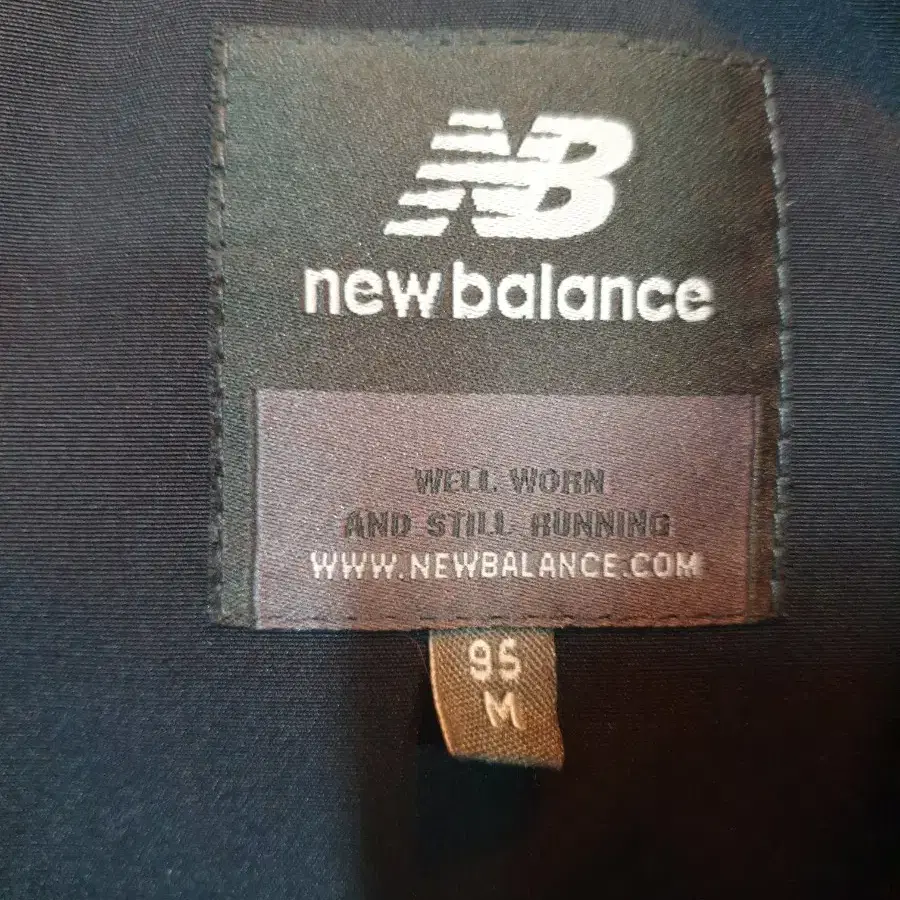 NB
new balance
WELL WORN
AND STILL RUNNING
WWW.NEWBALANCE.COM
95
M